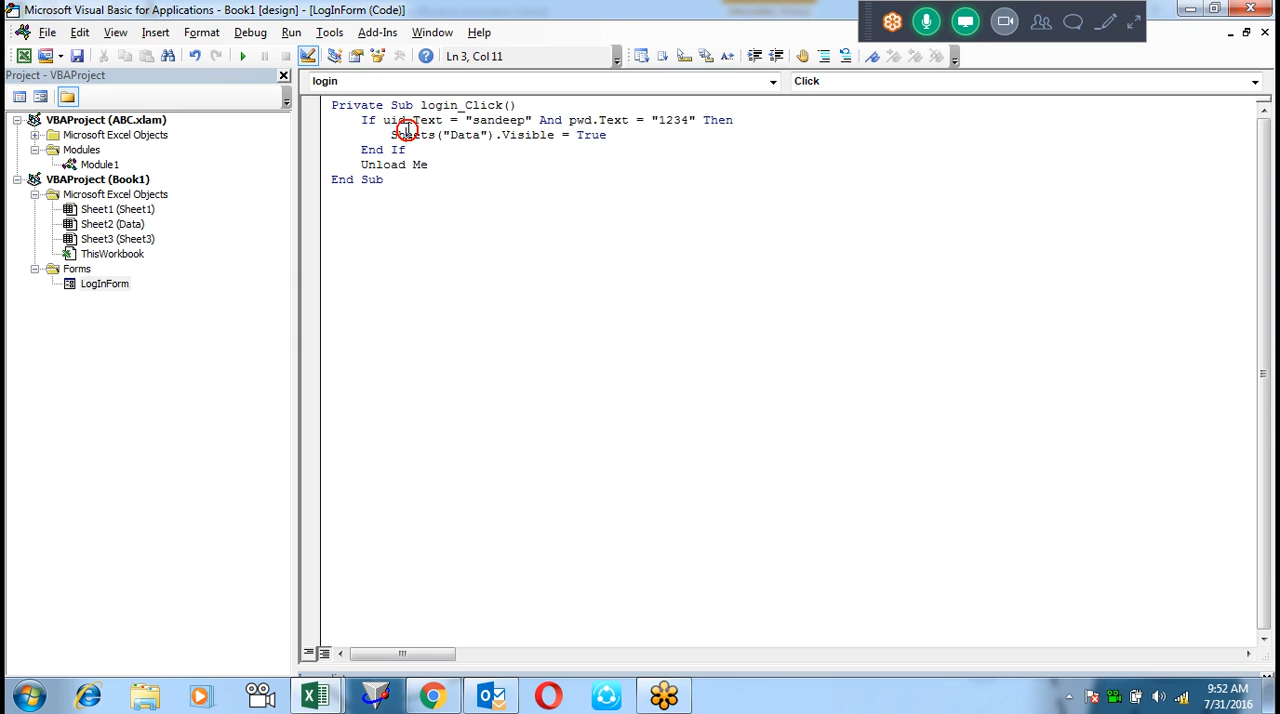 Microsoft Visual Basic for Applications - Book1 [design] - [LogInForm (Code)]
File Edit View Insert Format Debug Run Tools Add-Ins Window Help
Ln 3, Col 11
Project - VBAProject
login
Click
VBAProject (ABC.xlam)
Microsoft Excel Objects
Modules
Module1
VBAProject (Book1)
Microsoft Excel Objects
Sheet1 (Sheet1)
Sheet2 (Data)
Sheet3 (Sheet3)
ThisWorkbook
Forms
LogInForm
Private Sub login_Click()
If uid.Text = "sandeep" And pwd.Text = "1234" Then
Sheets("Data").Visible = True
End If
Unload Me
End Sub
9:52 AM
7/31/2016